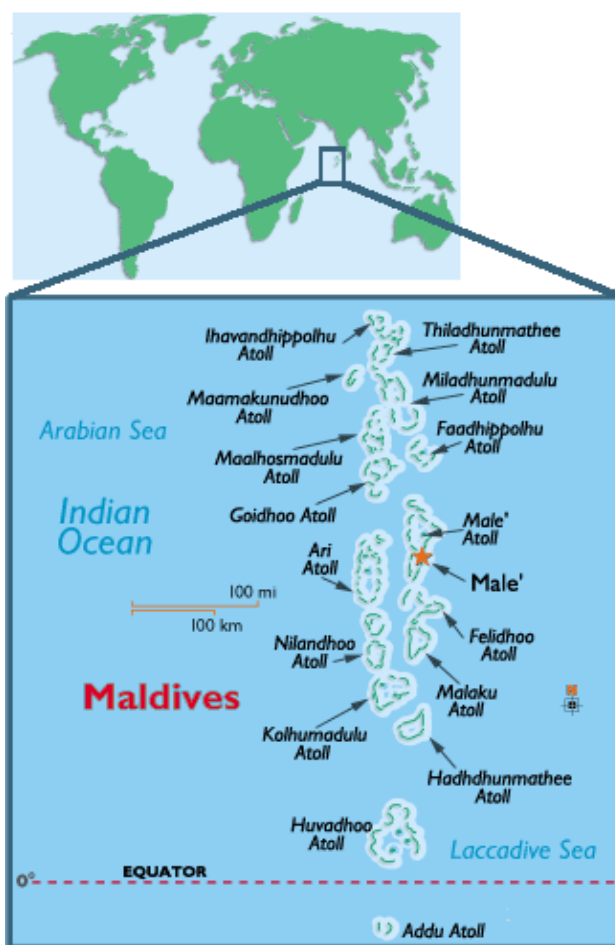 Ihavandhippolhu
Atoll
Thiladhunmathee
Atoll
Maamakunudhoo
Atoll
Miladhunmadulu
Atoll
Arabian Sea
Faadhippolhu
Atoll
Maalhosmadulu
Atoll
Goidhoo Atoll
Indian
Ocean
Male'
Atoll
Ari
Atoll
Male'
100 mi
100 km
Felidhoo
Atoll
Nilandhoo
Atoll
Maldives
Malaku
Atoll
N
Kolhumadulu
Atoll
Hadhdhunmathee
Atoll
Huvadhoo
Atoll
Laccadive Sea
EQUATOR
0°
Addu Atoll